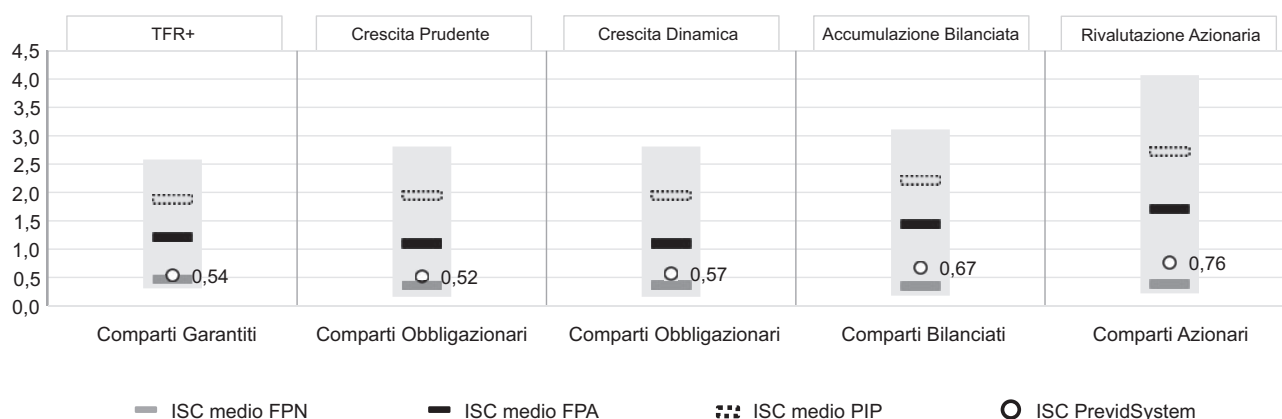 TFR+ Crescita Prudente Crescita Dinamica Accumulazione Bilanciata Rivalutazione Azionaria
4,5
4,0
3,5
3,0
2,5
2,0
1,5
1,0
0,5
0,0
0,54 0,52 0,57 0,67 0,76
Comparti Garantiti Comparti Obbligazionari Comparti Obbligazionari Comparti Bilanciati Comparti Azionari
ISC medio FPN ISC medio FPA ISC medio PIP ISC PrevidSystem